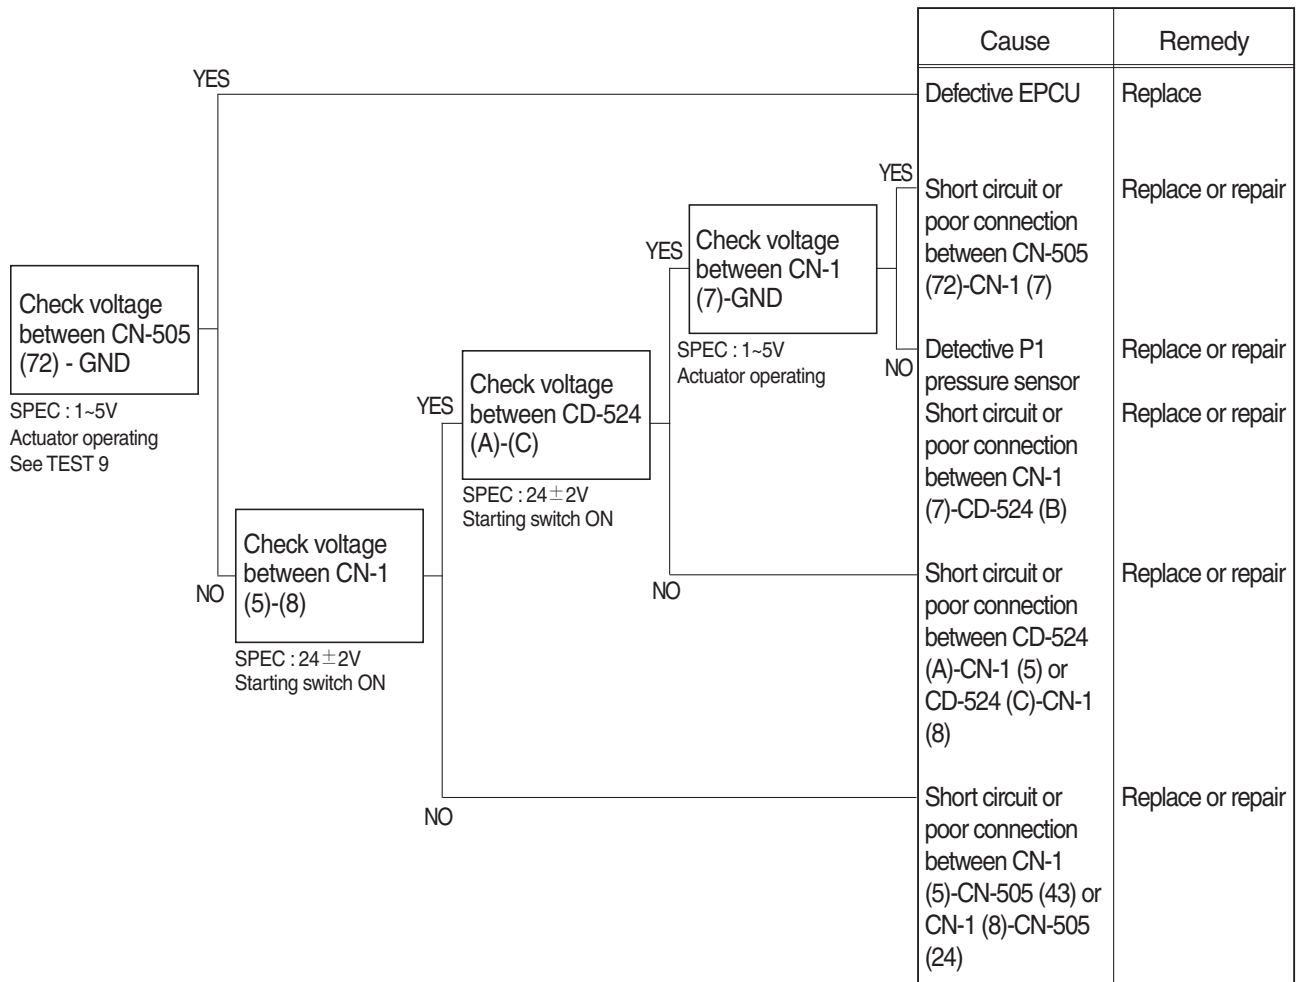 Cause
Remedy
YES
Defective EPCU
Replace
YES
Short circuit or
poor connection
between CN-505
(72)-CN-1 (7)
Replace or repair
YES
Check voltage
between CN-1
(7)-GND
SPEC : 1~5V
Actuator operating
NO
Detective P1
pressure sensor
Replace or repair
Short circuit or
poor connection
between CN-1
(7)-CD-524 (B)
Replace or repair
Check voltage
between CN-505
(72) - GND
SPEC : 1~5V
Actuator operating
See TEST 9
YES
Check voltage
between CD-524
(A)-(C)
SPEC : 24±2V
Starting switch ON
NO
Short circuit or
poor connection
between CD-524
(A)-CN-1 (5) or
CD-524 (C)-CN-1
(8)
Replace or repair
NO
Check voltage
between CN-1
(5)-(8)
SPEC : 24±2V
Starting switch ON
NO
Short circuit or
poor connection
between CN-1
(5)-CN-505 (43) or
CN-1 (8)-CN-505
(24)
Replace or repair